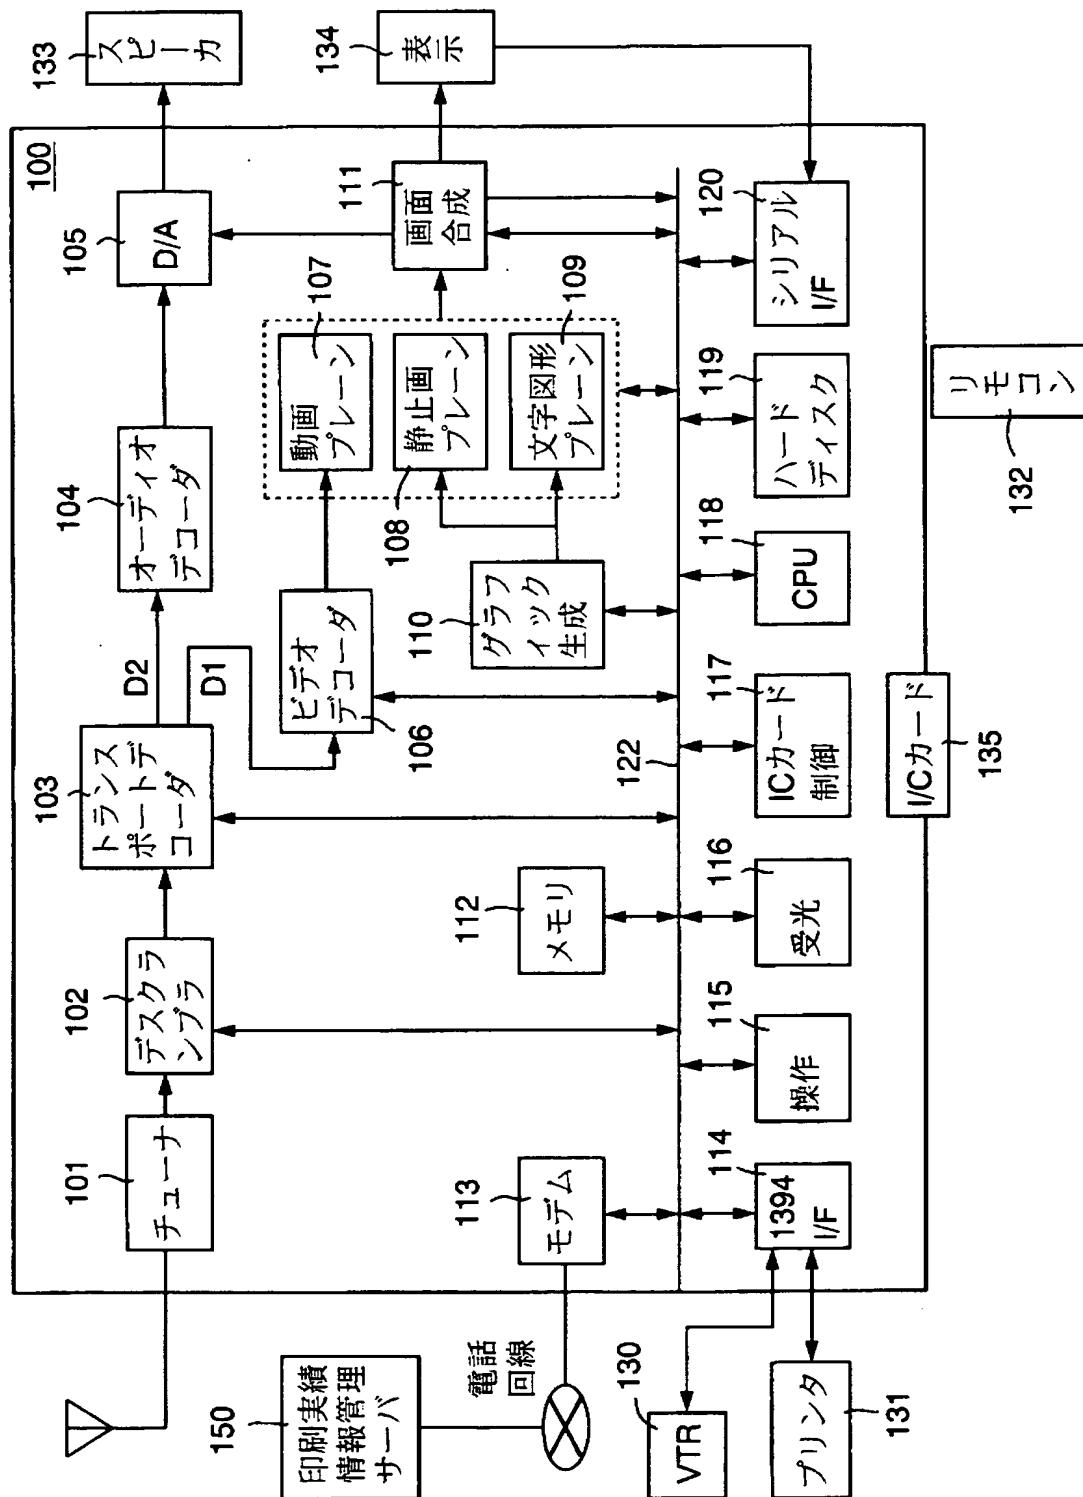 100
133
スピーカ
134
表示
105
D/A
111
画面
合成
104
オーディオ
デコーダ
107
動画
プレーン
108
静止画
プレーン
109
文字図形
プレーン
D2
D1
103
トランス
ポートデ
コーダ
106
ビデオ
デコーダ
110
グラフ
ィック
生成
102
デスクラ
ンブラ
101
チューナ
112
メモリ
113
モデム
122
114
1394
I/F
115
操作
116
受光
117
ICカード
制御
118
CPU
119
ハード
ディスク
120
シリアル
I/F
150
印刷実績
情報管理
サーバ
電話
回線
130
VTR
131
プリンタ
I/Cカード
135
リモコン
132